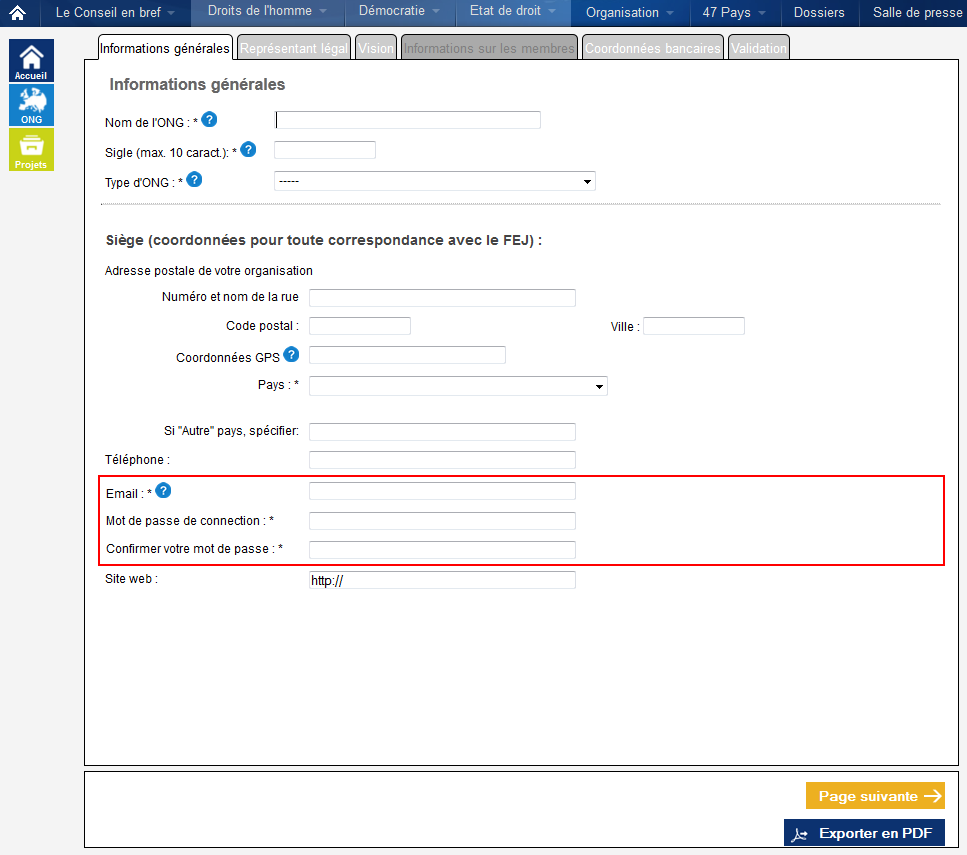 Le Conseil en bref Droits de l'homme Démocratie Etat de droit Organisation 47 Pays Dossiers Salle de presse
Accueil
ONG
Projets
Informations générales Représentant légal Vision Informations sur les membres Coordonnées bancaires Validation
Informations générales
Nom de l'ONG : * ?
Sigle (max. 10 caract.): * ?
Type d'ONG : * ? -----
Siège (coordonnées pour toute correspondance avec le FEJ) :
Adresse postale de votre organisation
Numéro et nom de la rue
Code postal : Ville :
Coordonnées GPS ?
Pays : *
Si "Autre" pays, spécifier:
Téléphone :
Email : * ?
Mot de passe de connection : *
Confirmer votre mot de passe : *
Site web : http://
Page suivante
Exporter en PDF